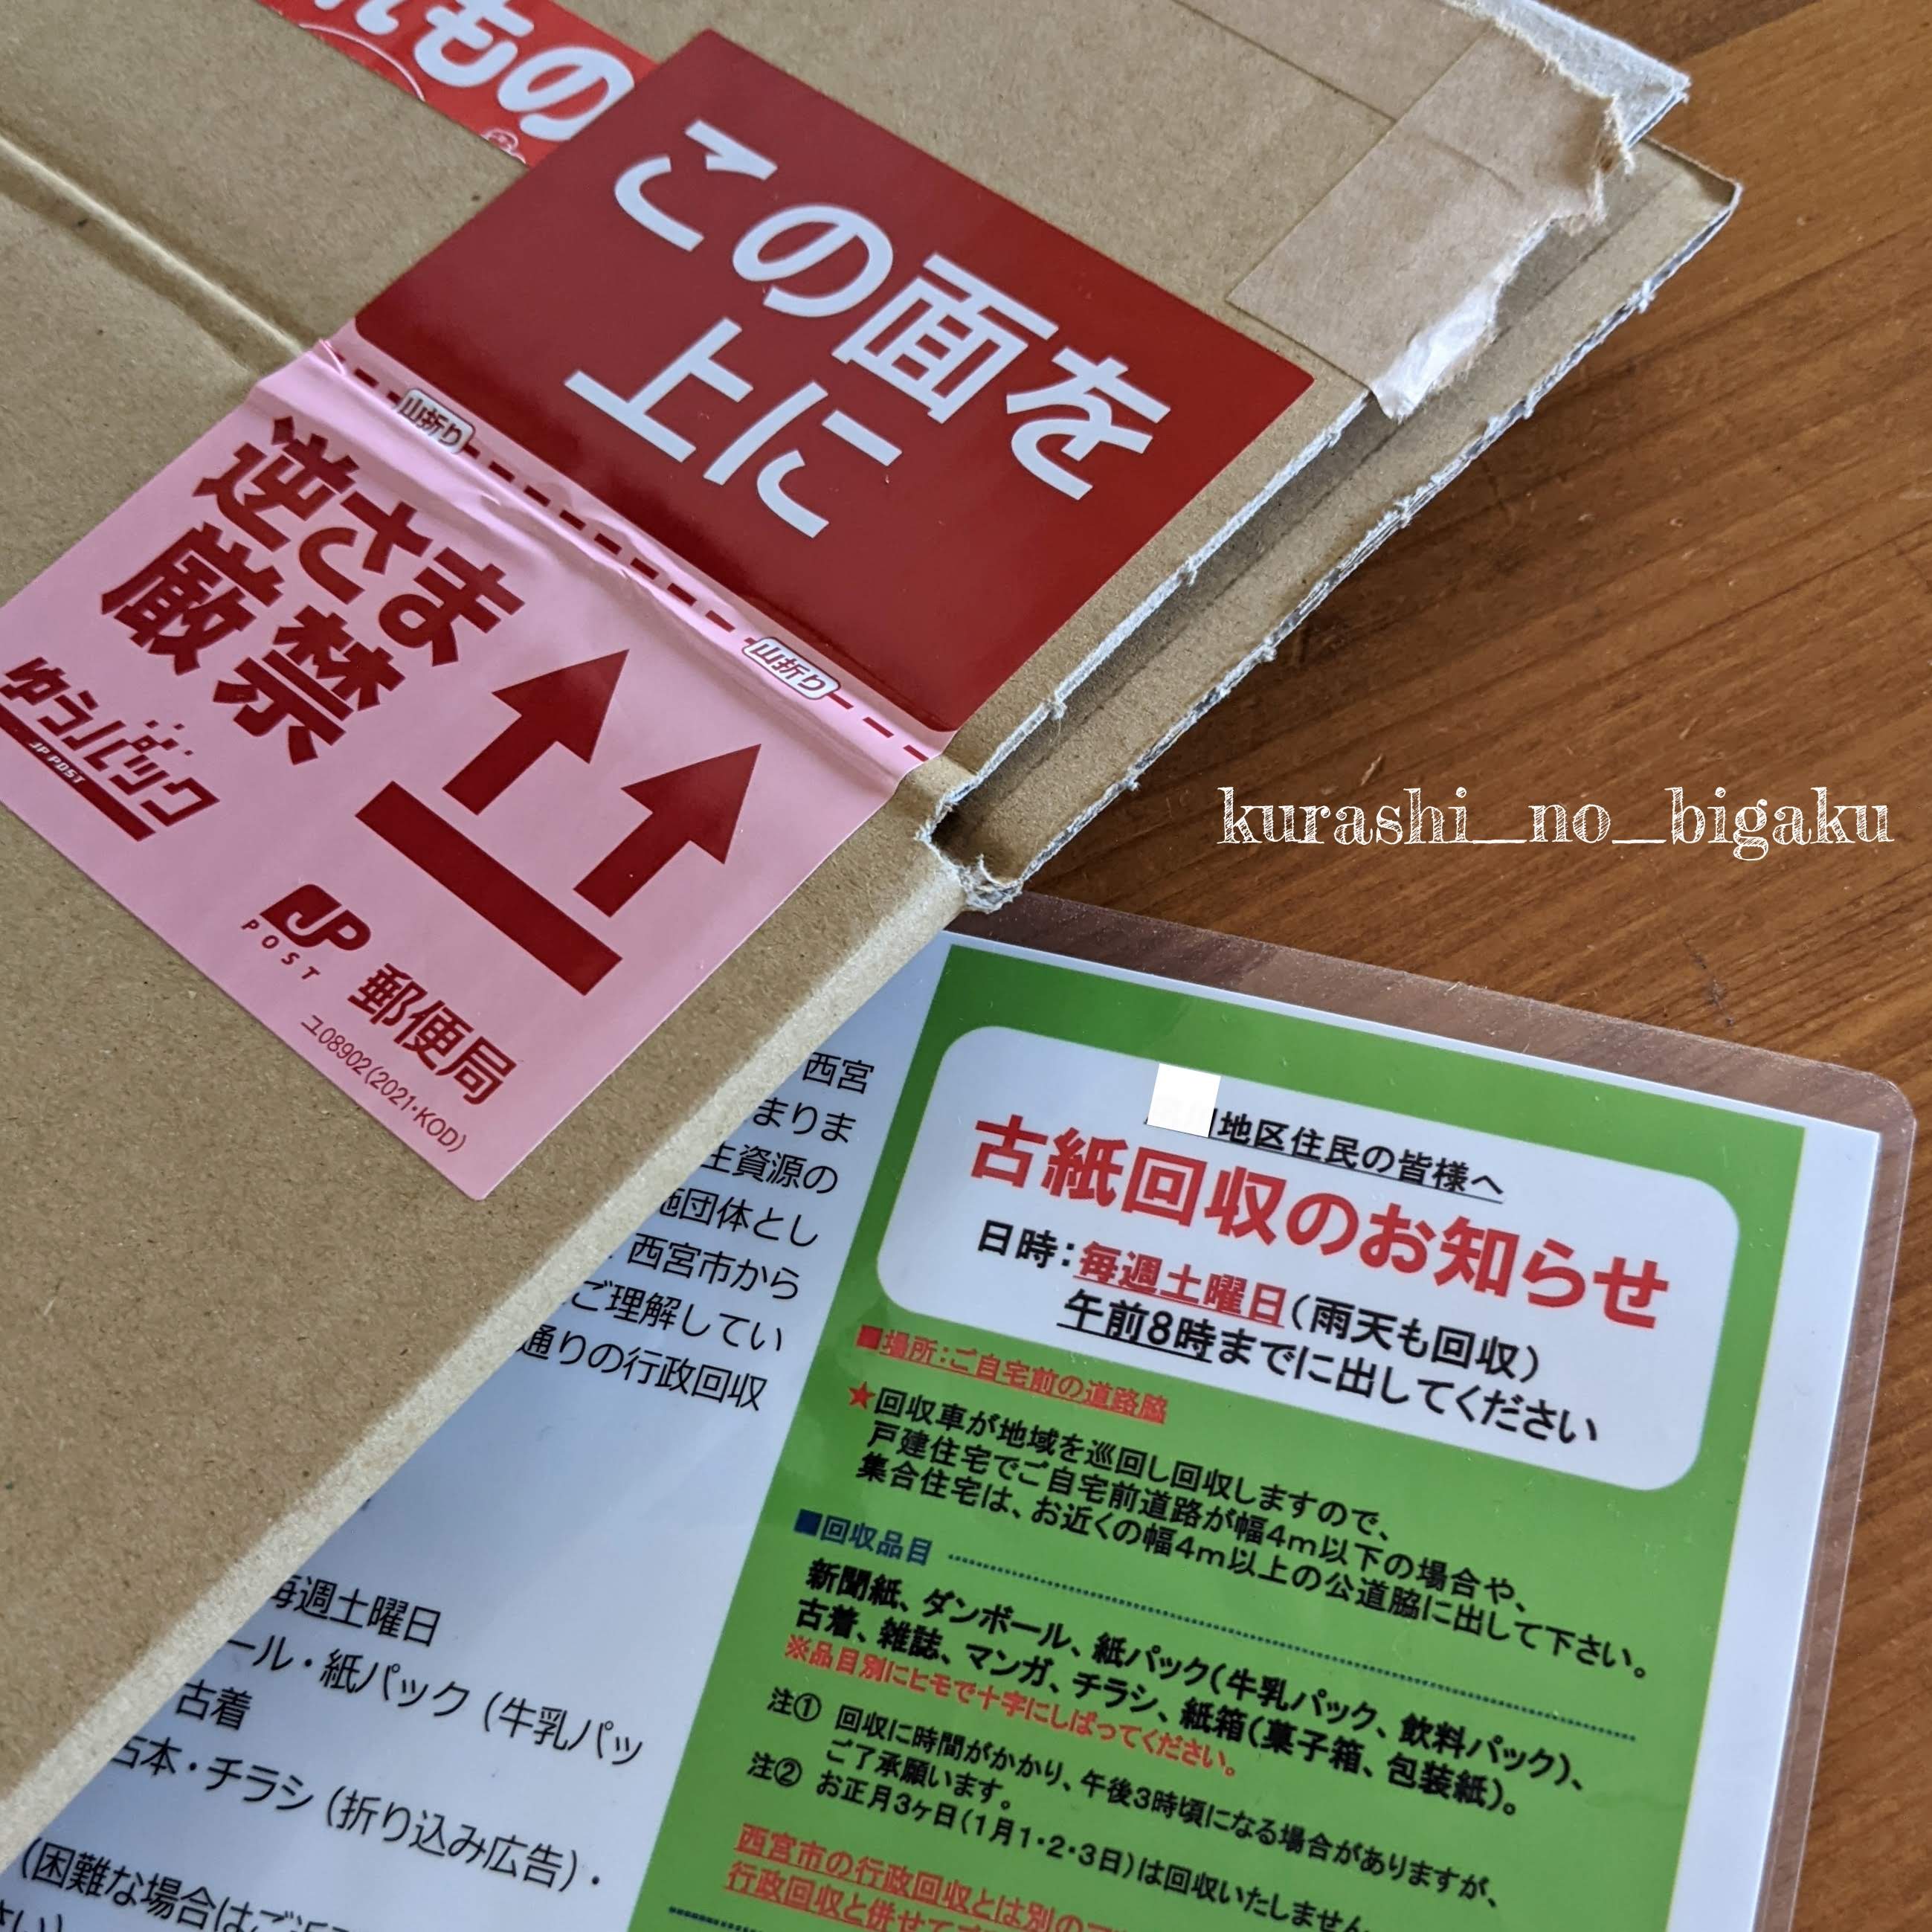 れもの
この面を
上に
山折り
山折り
逆さま
厳禁
ゆうパック
JP POST
JP
POST
郵便局
ユ08902(2021・KOD)
kurashi_no_bigaku
西宮
まりま
資源の
団体とし
西宮市から
ご理解してい
通りの行政回収
毎週土曜日
ール・紙パック (牛乳パッ
古着
古本・チラシ (折り込み広告)・
(困難な場合はご近
さい)
地区住民の皆様へ
古紙回収のお知らせ
日時:毎週土曜日(雨天も回収)
午前8時までに出してください
■場所:ご自宅前の道路脇
★回収車が地域を巡回し回収しますので、
戸建住宅でご自宅前道路が幅4m以下の場合や、
集合住宅は、お近くの幅4m以上の公道脇に出して下さい。
■回収品目
新聞紙、ダンボール、紙パック(牛乳パック、飲料パック)、
古着、雑誌、マンガ、チラシ、紙箱(菓子箱、包装紙)。
※品目別にヒモで十字にしばってください。
注① 回収に時間がかかり、午後3時頃になる場合がありますが、
ご了承願います。
注② お正月3ヶ日(1月1・2・3日)は回収いたしません
西宮市の行政回収とは別の
行政回収と併せて